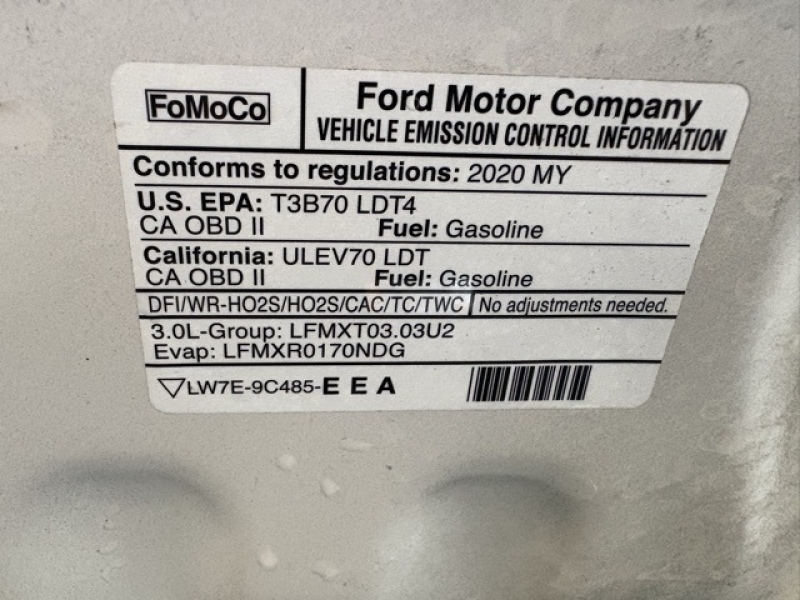 FoMoCo
Ford Motor Company
VEHICLE EMISSION CONTROL INFORMATION
Conforms to regulations: 2020 MY
U.S. EPA: T3B70 LDT4
CA OBD II Fuel: Gasoline
California: ULEV70 LDT
CA OBD II Fuel: Gasoline
DFI/WR-HO2S/HO2S/CAC/TC/TWC No adjustments needed.
3.0L-Group: LFMXT03.03U2
Evap: LFMXR0170NDG
▽LW7E-9C485-E E A